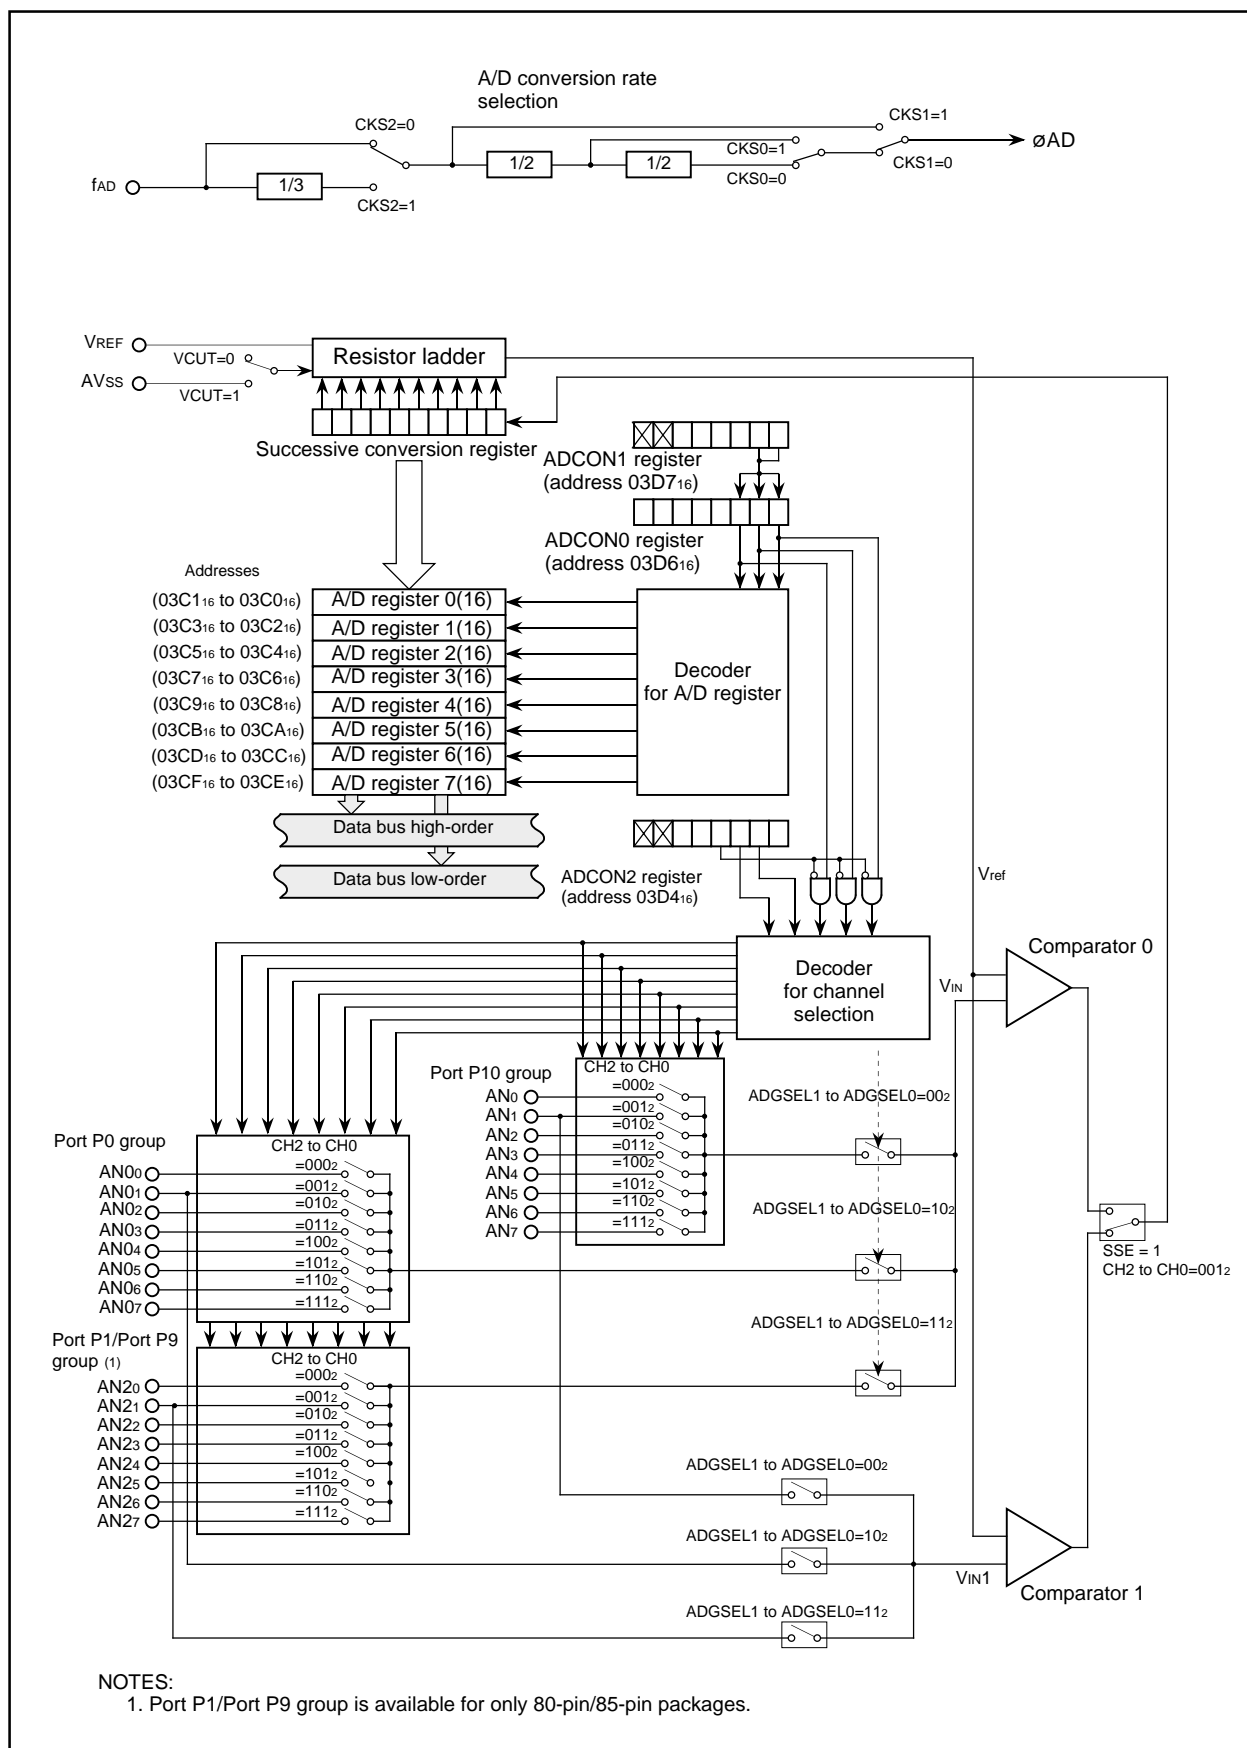 A/D conversion rate
selection
CKS2=0
CKS1=1
CKS0=1
øAD
fAD
1/3
1/2
1/2
CKS0=0
CKS1=0
CKS2=1
VREF
VCUT=0
AVSS
VCUT=1
Resistor ladder
Successive conversion register
ADCON1 register
(address 03D716)
ADCON0 register
(address 03D616)
Addresses
(03C116 to 03C016)
A/D register 0(16)
(03C316 to 03C216)
A/D register 1(16)
(03C516 to 03C416)
A/D register 2(16)
(03C716 to 03C616)
A/D register 3(16)
(03C916 to 03C816)
A/D register 4(16)
(03CB16 to 03CA16)
A/D register 5(16)
(03CD16 to 03CC16)
A/D register 6(16)
(03CF16 to 03CE16)
A/D register 7(16)
Decoder
for A/D register
Data bus high-order
Data bus low-order
ADCON2 register
(address 03D416)
Vref
Decoder
for channel
selection
Comparator 0
VIN
Port P10 group
CH2 to CH0
AN0
=0002
AN1
=0012
AN2
=0102
AN3
=0112
AN4
=1002
AN5
=1012
AN6
=1102
AN7
=1112
ADGSEL1 to ADGSEL0=002
ADGSEL1 to ADGSEL0=102
ADGSEL1 to ADGSEL0=112
Port P0 group
CH2 to CH0
AN00
=0002
AN01
=0012
AN02
=0102
AN03
=0112
AN04
=1002
AN05
=1012
AN06
=1102
AN07
=1112
SSE = 1
CH2 to CH0=0012
Port P1/Port P9
group (1)
CH2 to CH0
AN20
=0002
AN21
=0012
AN22
=0102
AN23
=0112
AN24
=1002
AN25
=1012
AN26
=1102
AN27
=1112
ADGSEL1 to ADGSEL0=002
ADGSEL1 to ADGSEL0=102
ADGSEL1 to ADGSEL0=112
VIN1
Comparator 1
NOTES:
1. Port P1/Port P9 group is available for only 80-pin/85-pin packages.